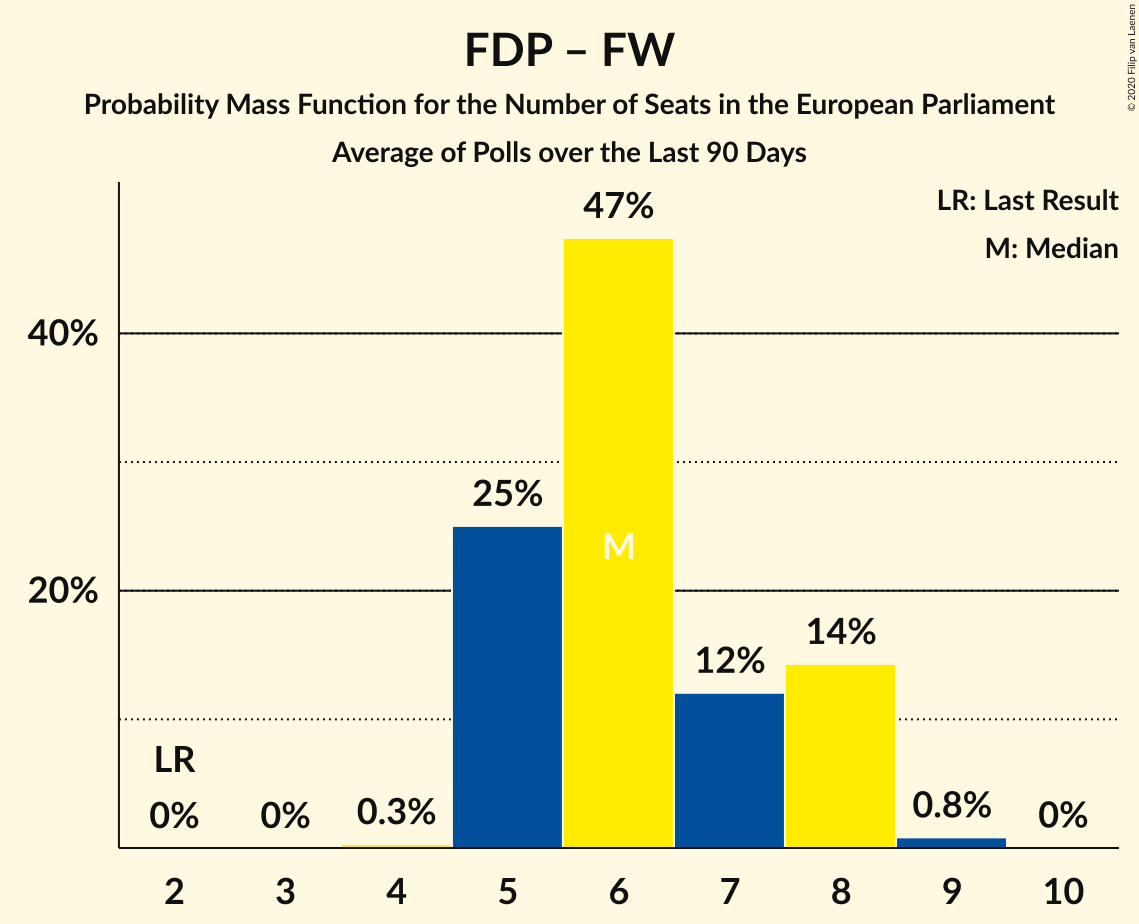 FDP – FW
Probability Mass Function for the Number of Seats in the European Parliament
Average of Polls over the Last 90 Days
© 2020 Filip van Laenen
LR: Last Result
M: Median
47%
40%
25%
M
20%
14%
12%
LR
0%
0%
0.3%
0.8%
0%
2 3 4 5 6 7 8 9 10